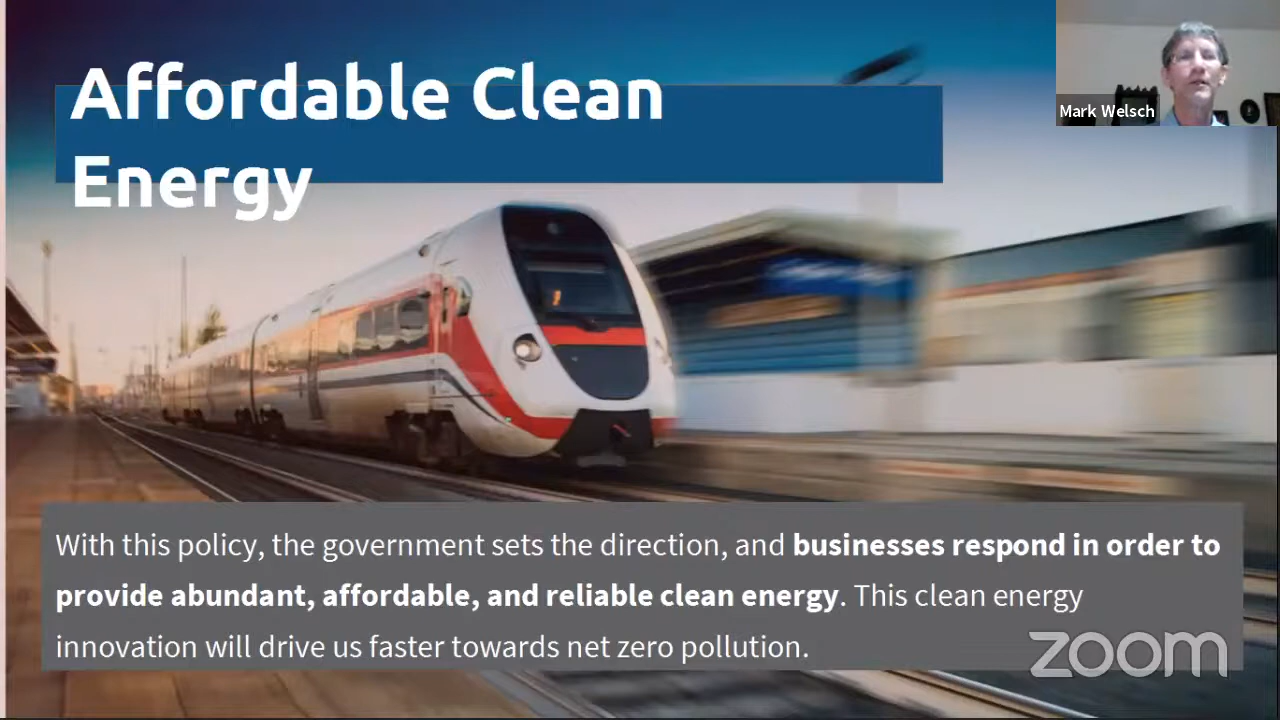 Affordable Clean
Energy
Mark Welsch
With this policy, the government sets the direction, and businesses respond in order to
provide abundant, affordable, and reliable clean energy. This clean energy
innovation will drive us faster towards net zero pollution.
zoom